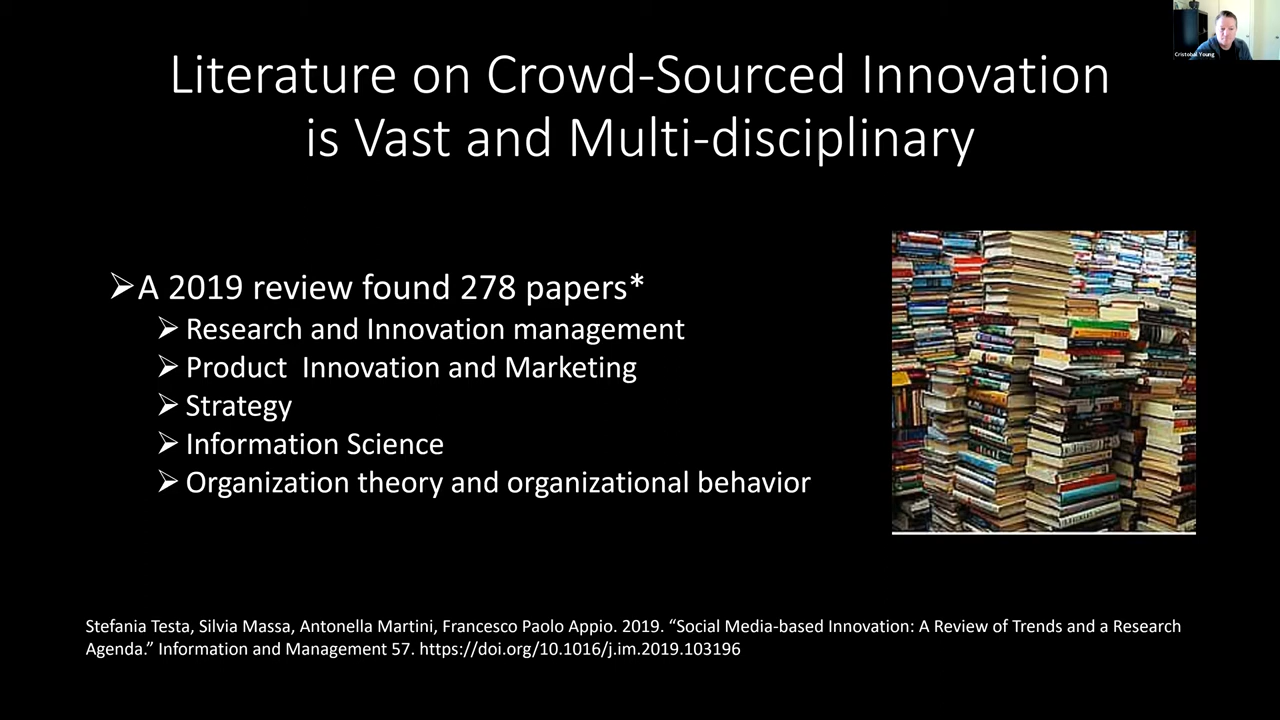 Cristobal Young
Literature on Crowd-Sourced Innovation
is Vast and Multi-disciplinary
A 2019 review found 278 papers*
Research and Innovation management
Product Innovation and Marketing
Strategy
Information Science
Organization theory and organizational behavior
Stefania Testa, Silvia Massa, Antonella Martini, Francesco Paolo Appio. 2019. “Social Media-based Innovation: A Review of Trends and a Research
Agenda.” Information and Management 57. https://doi.org/10.1016/j.im.2019.103196